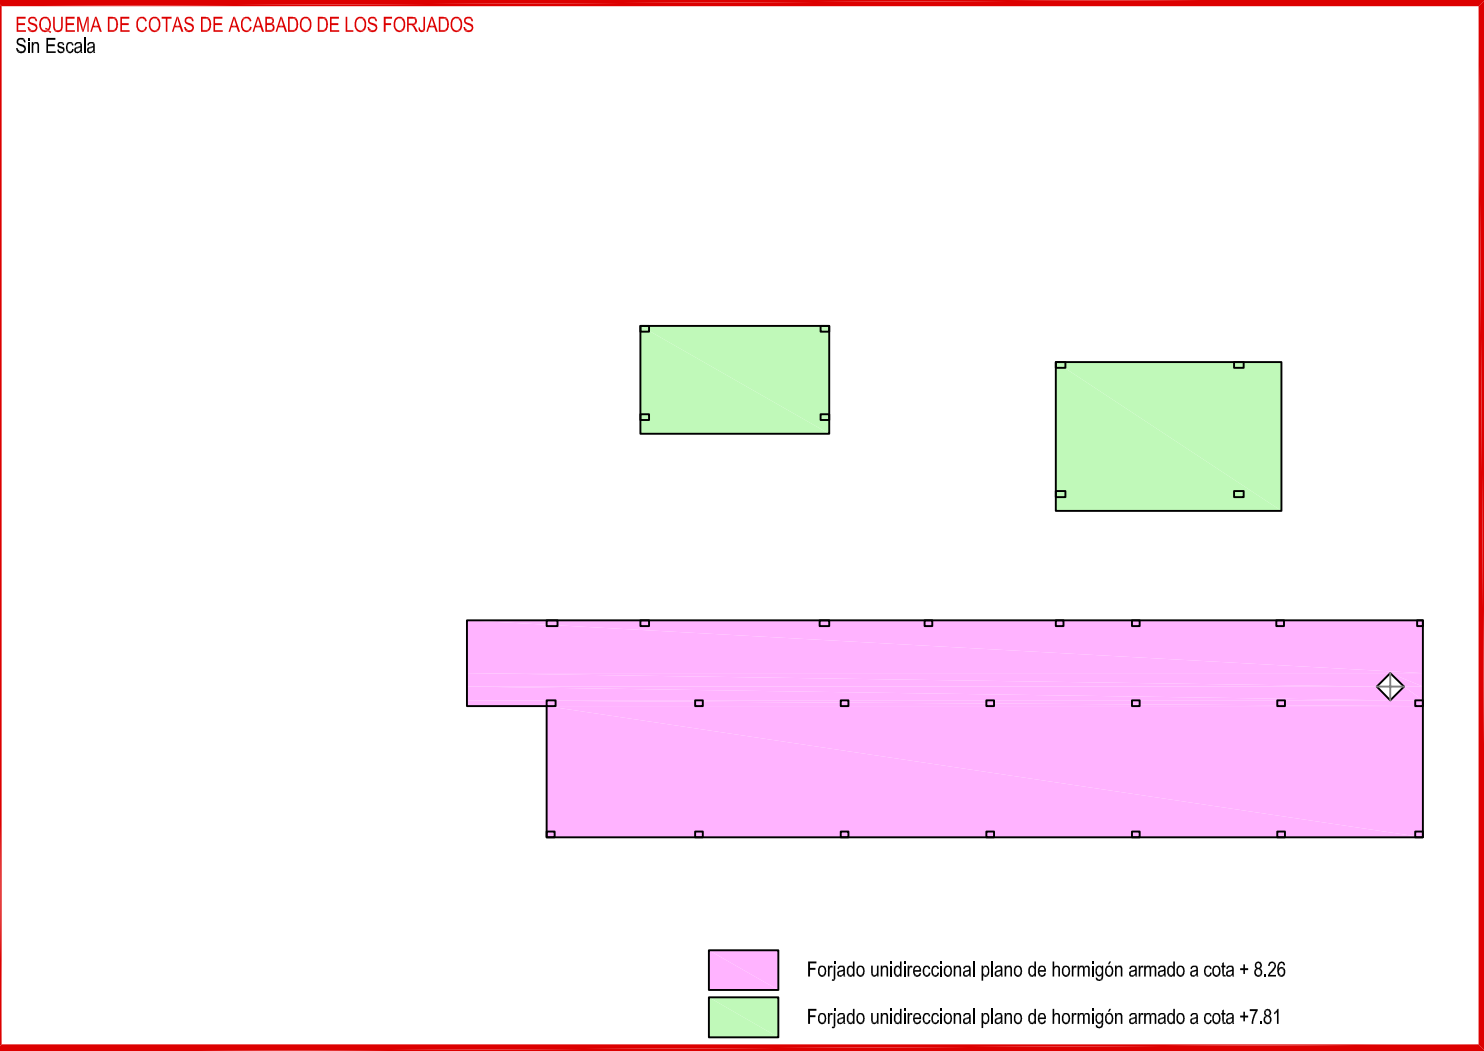 ESQUEMA DE COTAS DE ACABADO DE LOS FORJADOS
Sin Escala
Forjado unidireccional plano de hormigón armado a cota + 8.26
Forjado unidireccional plano de hormigón armado a cota +7.81